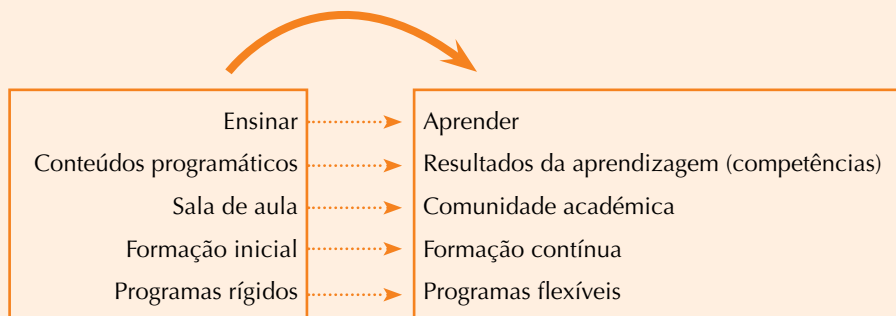 Ensinar Aprender
Conteúdos programáticos Resultados da aprendizagem (competências)
Sala de aula Comunidade académica
Formação inicial Formação contínua
Programas rígidos Programas flexíveis